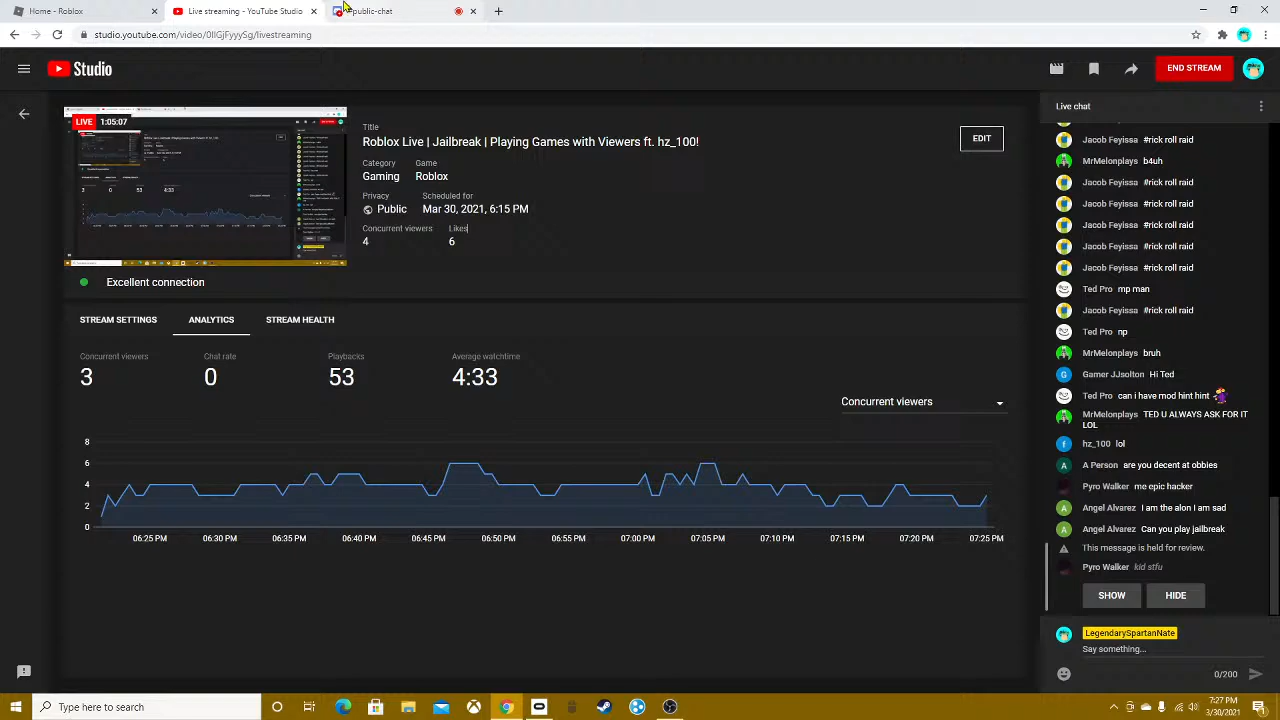 Home - Roblox
Live streaming - YouTube Studio
public-chat
studio.youtube.com/video/0lIGjFyyySg/livestreaming
Studio
END STREAM
LIVE 1:05:07
Title
Roblox Live | Jailbreak | Playing Games with Viewers ft. hz_100!
EDIT
Category
Gaming
Game
Roblox
Privacy
Public
Scheduled for
Mar 30, 2021, 6:15 PM
Concurrent viewers
4
Likes
6
Excellent connection
STREAM SETTINGS
ANALYTICS
STREAM HEALTH
Concurrent viewers
3
Chat rate
0
Playbacks
53
Average watchtime
4:33
Concurrent viewers
8
6
4
2
0
06:25 PM 06:30 PM 06:35 PM 06:40 PM 06:45 PM 06:50 PM 06:55 PM 07:00 PM 07:05 PM 07:10 PM 07:15 PM 07:20 PM 07:25 PM
Live chat
Jacob Feyissa #rick roll raid
MrMelonplays b4uh
Jacob Feyissa #rick roll raid
Jacob Feyissa #rick roll raid
Jacob Feyissa #rick roll raid
Jacob Feyissa #rick roll raid
Jacob Feyissa #rick roll raid
Ted Pro mp man
Jacob Feyissa #rick roll raid
Ted Pro np
MrMelonplays bruh
Gamer JJsolton Hi Ted
Ted Pro can i have mod hint hint
MrMelonplays TED U ALWAYS ASK FOR IT
LOL
hz_100 lol
A Person are you decent at obbies
Pyro Walker me epic hacker
Angel Alvarez I am the alon I am sad
Angel Alvarez Can you play jailbreak
This message is held for review.
Pyro Walker kid stfu
SHOW
HIDE
LegendarySpartanNate
Say something...
0/200
Type here to search
7:27 PM
3/30/2021